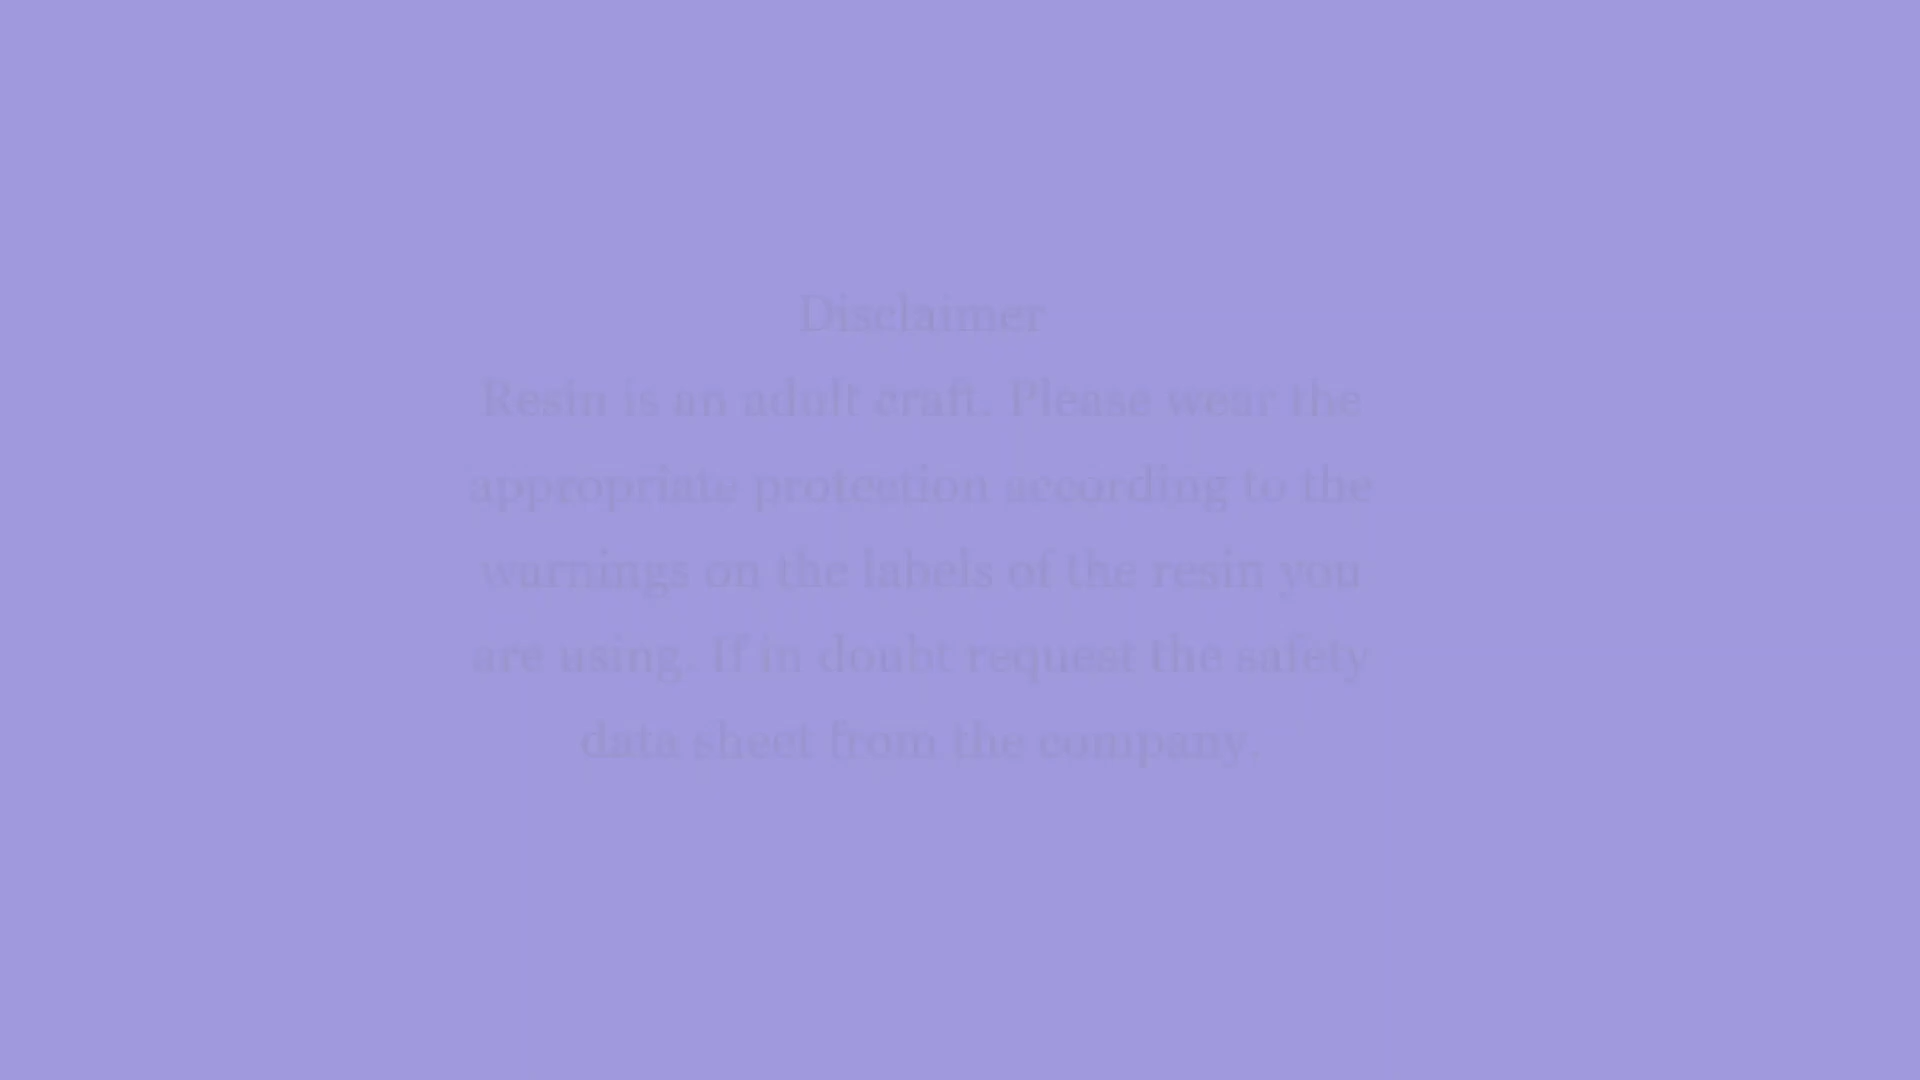 Disclaimer
Resin is an adult craft. Please wear the
appropriate protection according to the
warnings on the labels of the resin you
are using. If in doubt request the safety
data sheet from the company.